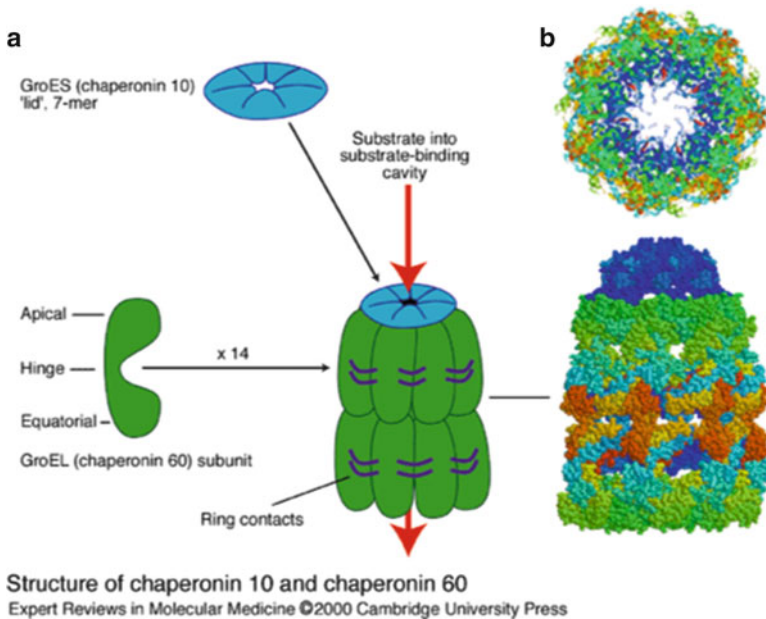 a
b
GroES (chaperonin 10)
'lid', 7-mer
Substrate into
substrate-binding
cavity
Apical
Hinge
Equatorial
x 14
GroEL (chaperonin 60) subunit
Ring contacts
Structure of chaperonin 10 and chaperonin 60
Expert Reviews in Molecular Medicine ©2000 Cambridge University Press